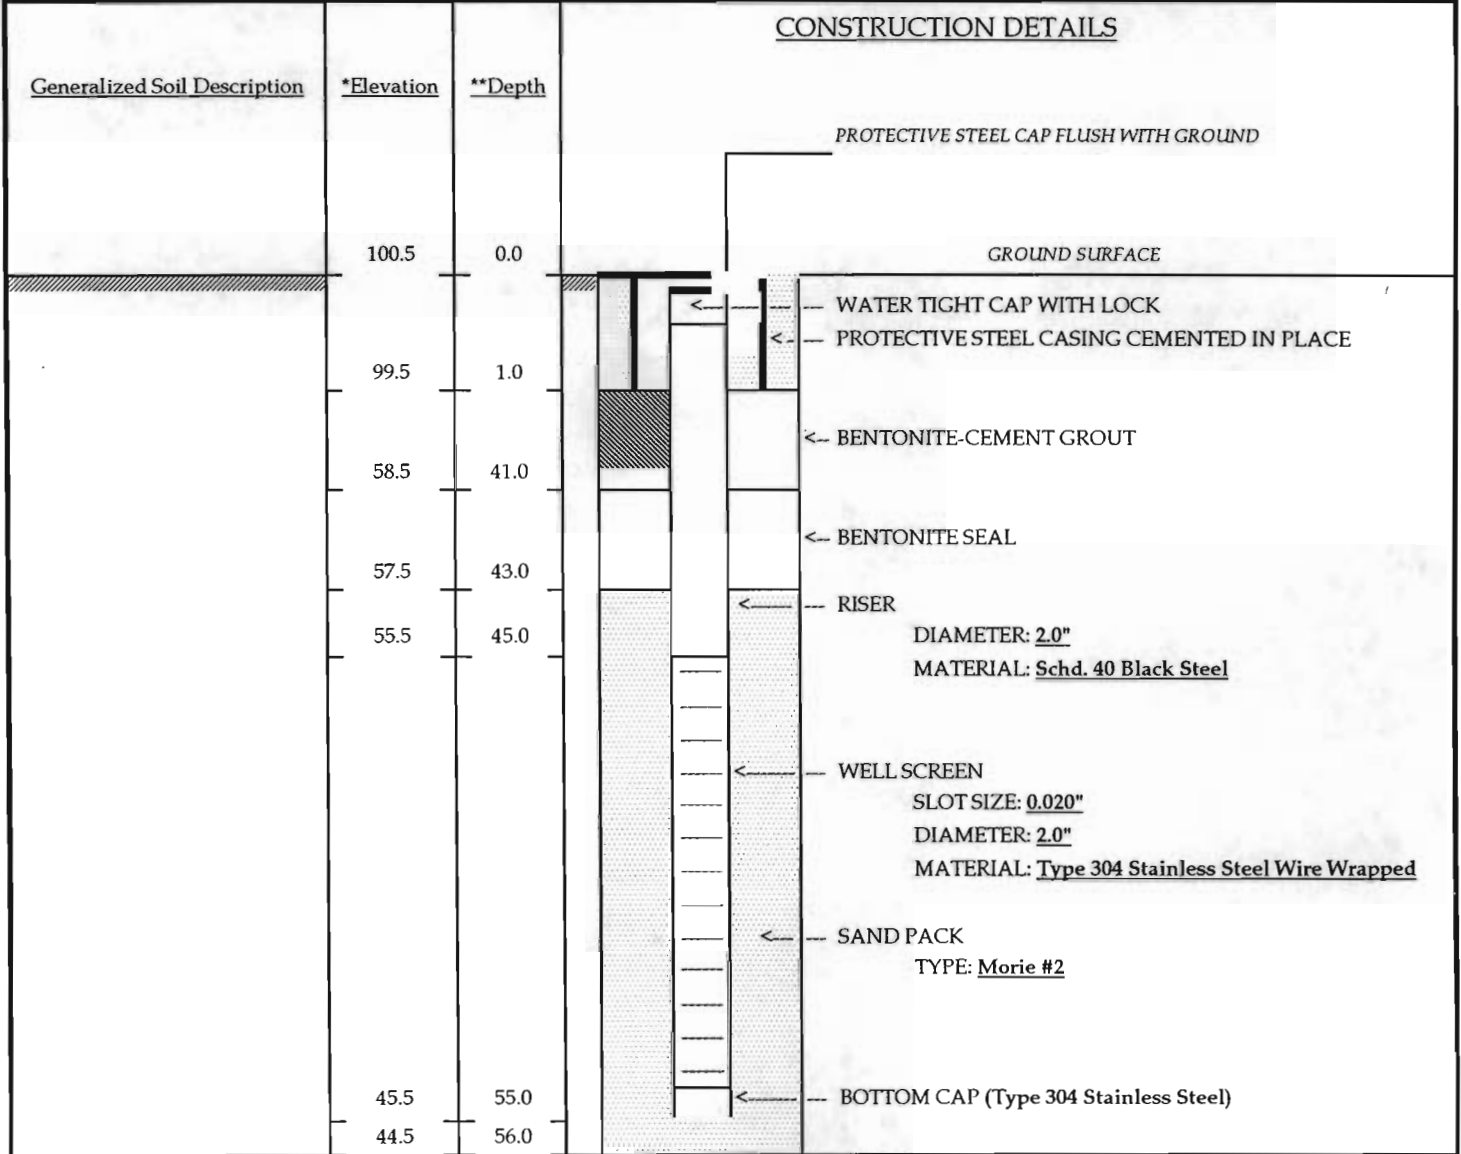 CONSTRUCTION DETAILS
Generalized Soil Description *Elevation **Depth
PROTECTIVE STEEL CAP FLUSH WITH GROUND
100.5 0.0 GROUND SURFACE
WATER TIGHT CAP WITH LOCK
PROTECTIVE STEEL CASING CEMENTED IN PLACE
99.5 1.0
BENTONITE-CEMENT GROUT
58.5 41.0
BENTONITE SEAL
57.5 43.0
RISER
55.5 45.0 DIAMETER: 2.0"
MATERIAL: Schd. 40 Black Steel
WELL SCREEN
SLOT SIZE: 0.020"
DIAMETER: 2.0"
MATERIAL: Type 304 Stainless Steel Wire Wrapped
SAND PACK
TYPE: Morie #2
45.5 55.0 BOTTOM CAP (Type 304 Stainless Steel)
44.5 56.0